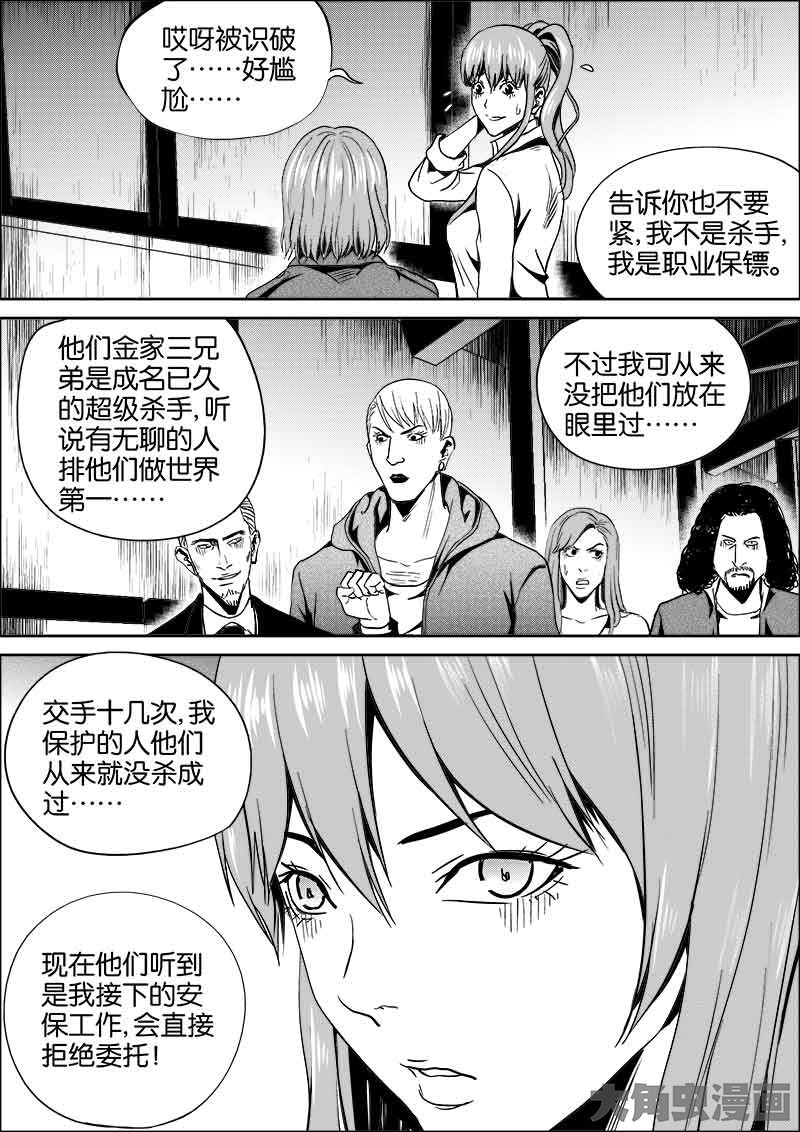 哎呀被识破
了……好尴
尬……
告诉你也不要
紧，我不是杀手，
我是职业保镖。
他们金家三兄
弟是成名已久
的超级杀手，听
说有无聊的人
排他们做世界
第一……
不过我可从来
没把他们放在
眼里过……
交手十几次，我
保护的人他们
从来就没杀成
过……
现在他们听到
是我接下的安
保工作，会直接
拒绝委托！
大角虫漫画